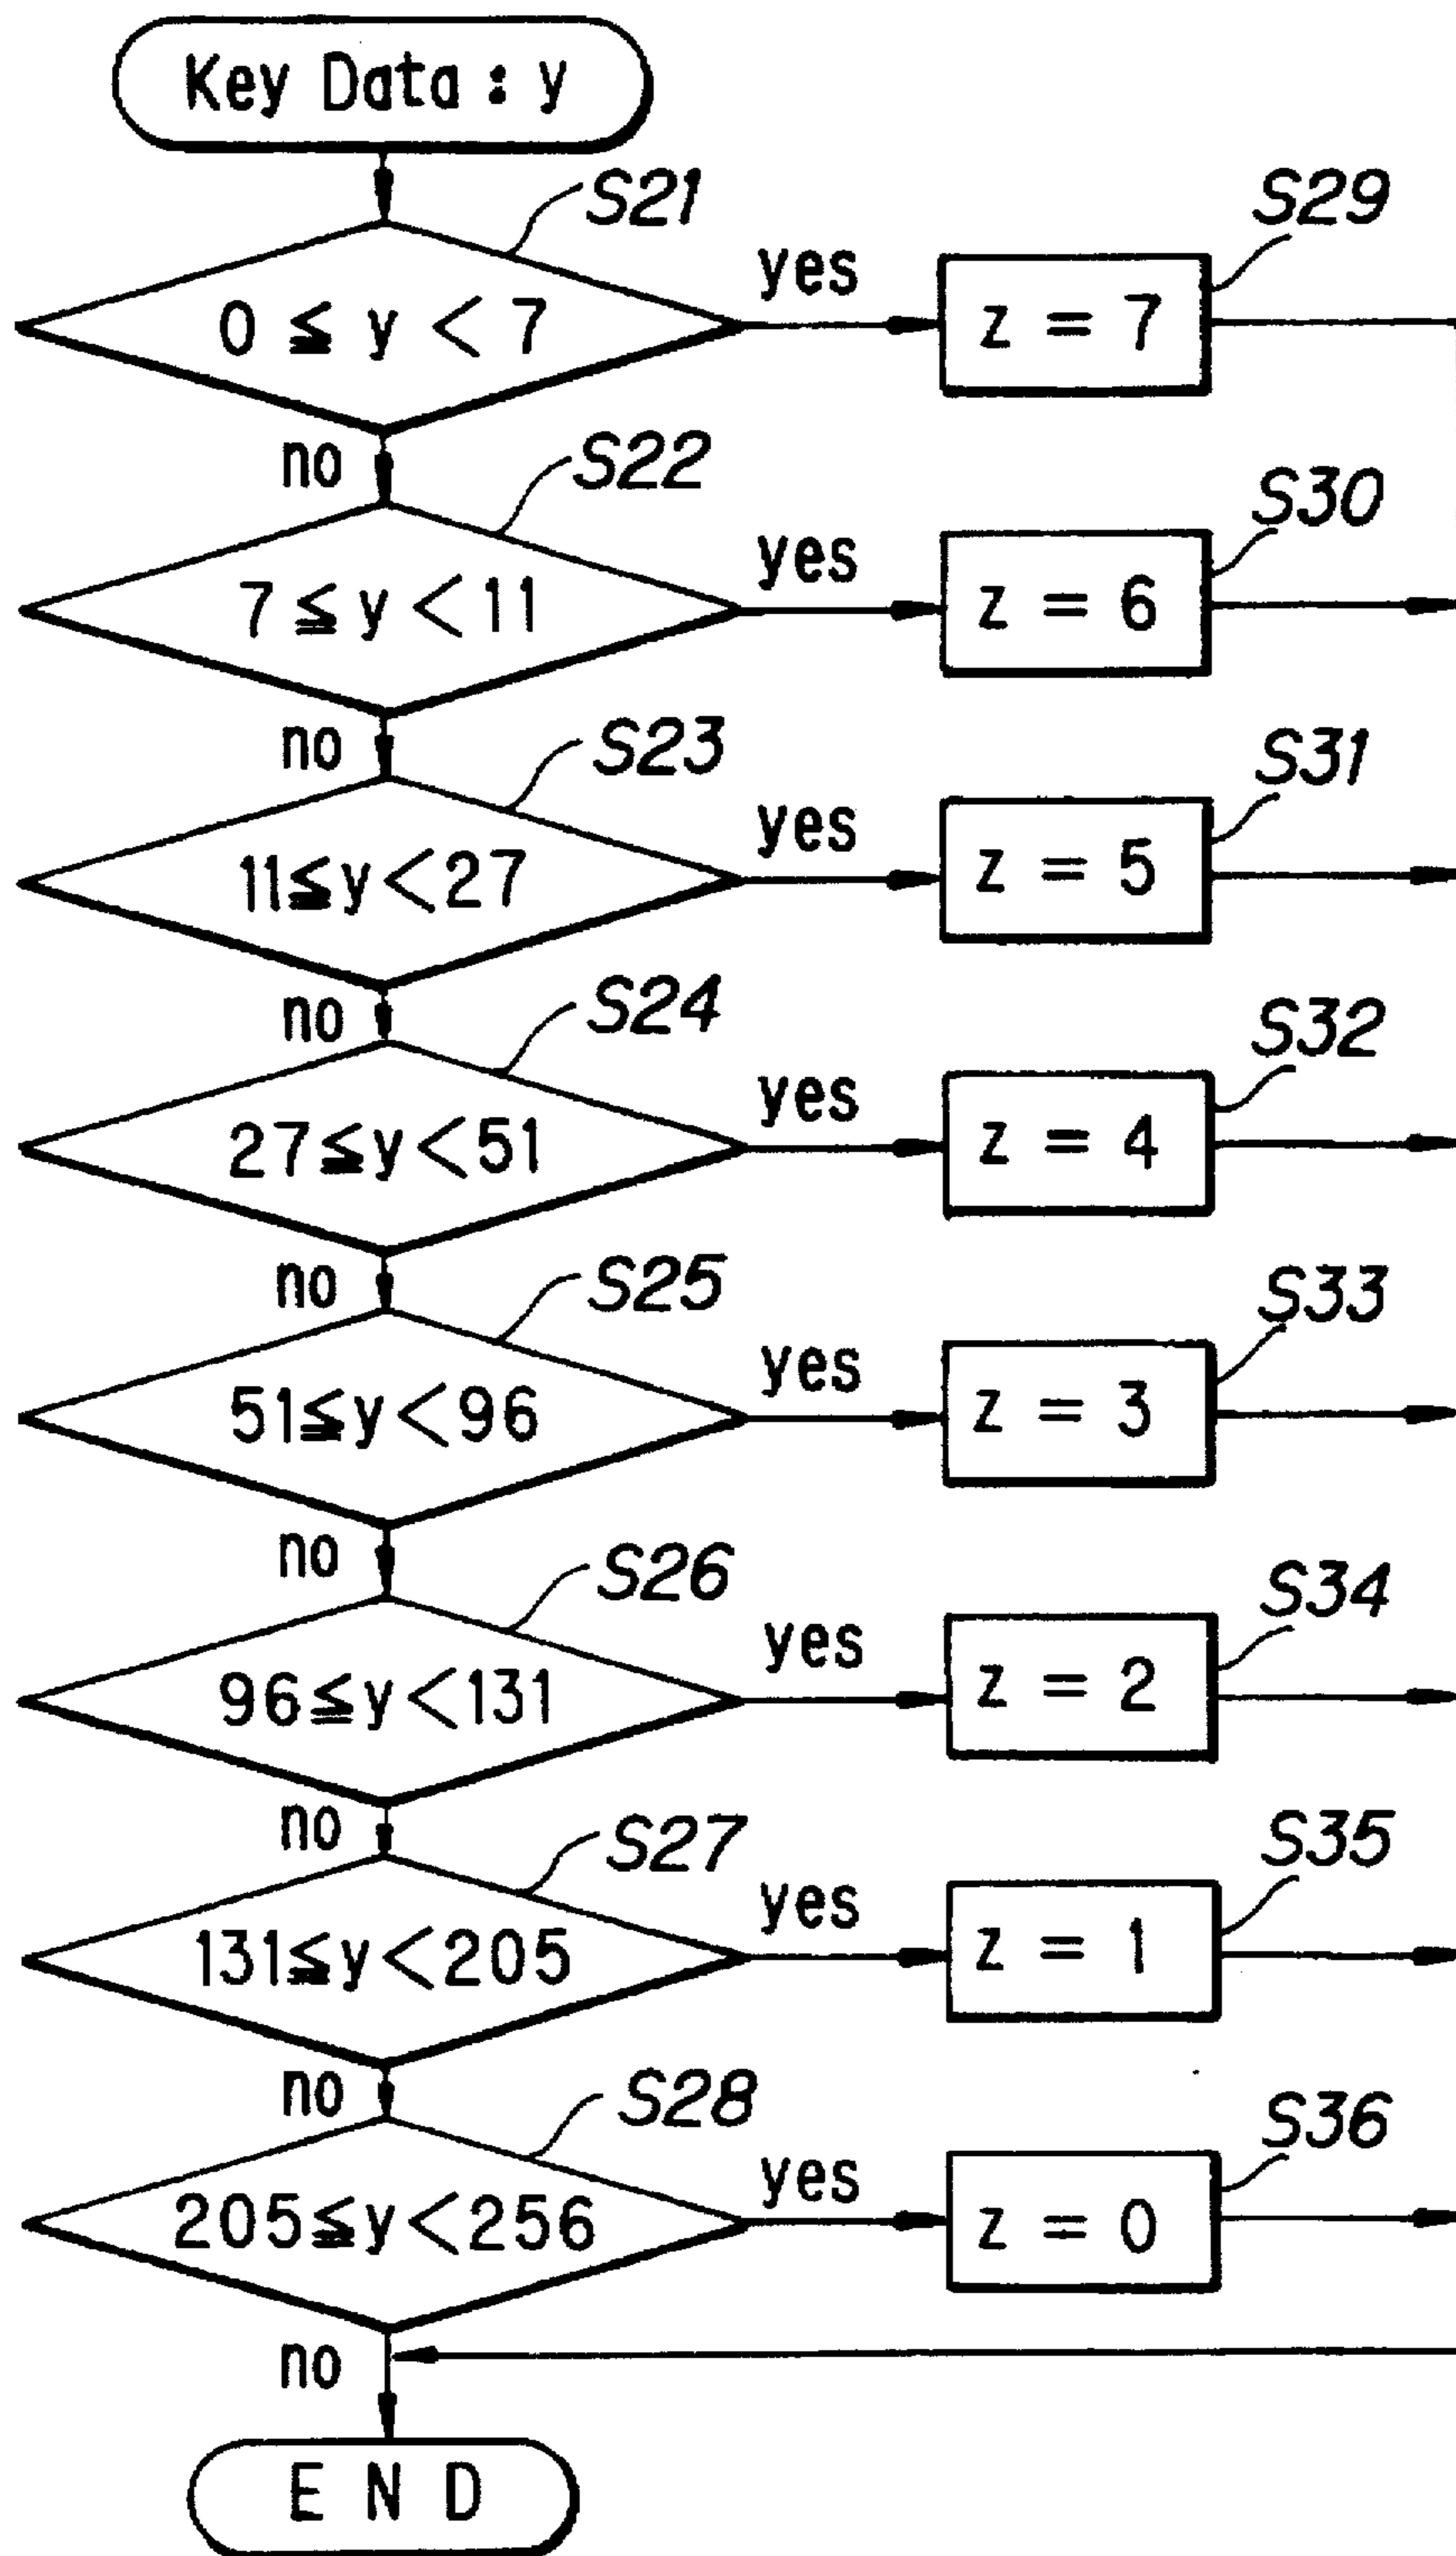 Key Data : y
S21
0 ≦ y < 7
yes
S29
z = 7
no
S22
7 ≦ y < 11
yes
S30
z = 6
no
S23
11 ≦ y < 27
yes
S31
z = 5
no
S24
27 ≦ y < 51
yes
S32
z = 4
no
S25
51 ≦ y < 96
yes
S33
z = 3
no
S26
96 ≦ y < 131
yes
S34
z = 2
no
S27
131 ≦ y < 205
yes
S35
z = 1
no
S28
205 ≦ y < 256
yes
S36
z = 0
no
END